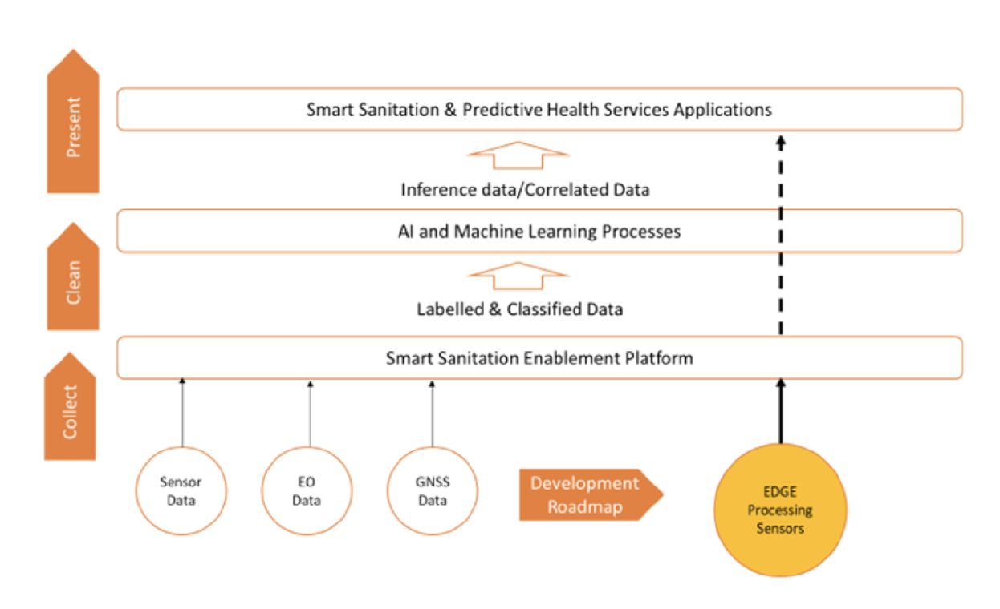 Present
Smart Sanitation & Predictive Health Services Applications
Inference data/Correlated Data
AI and Machine Learning Processes
Clean
Labelled & Classified Data
Smart Sanitation Enablement Platform
Collect
Sensor
Data
EO
Data
GNSS
Data
Development
Roadmap
EDGE
Processing
Sensors